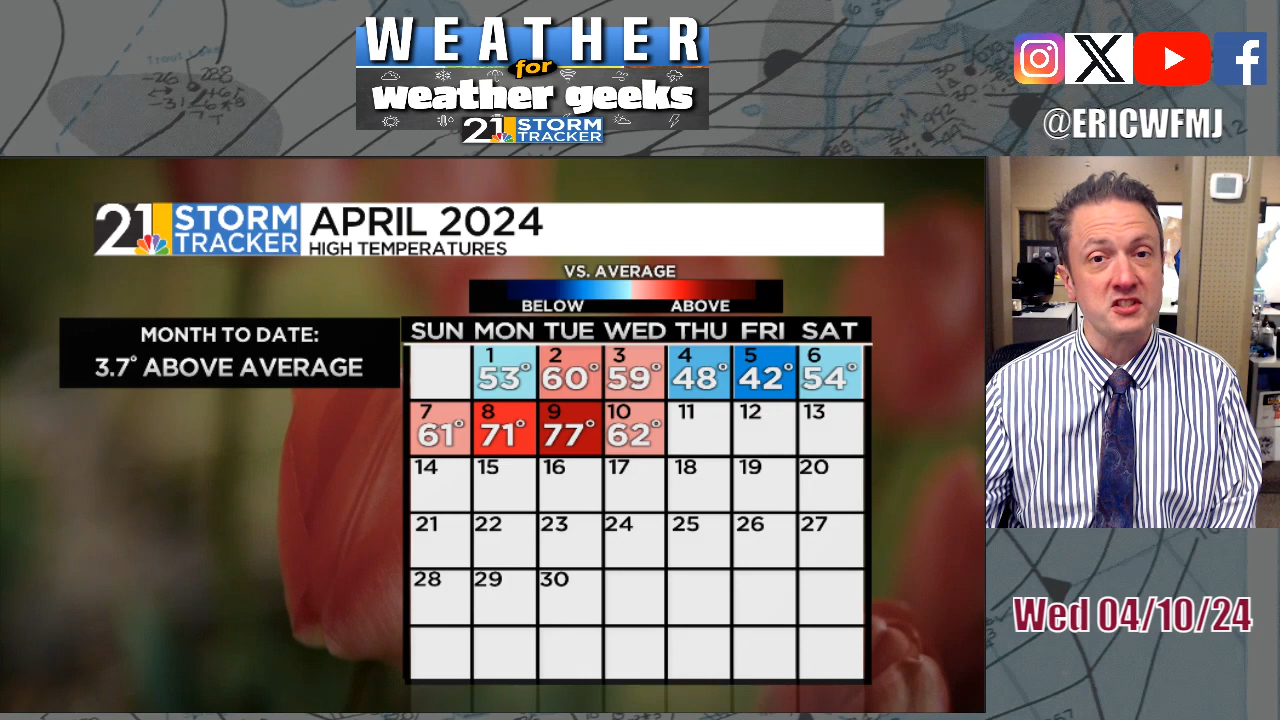 WEATHER
for
weather geeks
21 STORM
TRACKER
@ERICWFMJ
21 STORM
TRACKER
APRIL 2024
HIGH TEMPERATURES
VS. AVERAGE
BELOW ABOVE
MONTH TO DATE:
3.7° ABOVE AVERAGE
SUN MON TUE WED THU FRI SAT
1 2 3 4 5 6
53° 60° 59° 48° 42° 54°
7 8 9 10 11 12 13
61° 71° 77° 62°
14 15 16 17 18 19 20
21 22 23 24 25 26 27
28 29 30
Wed 04/10/24